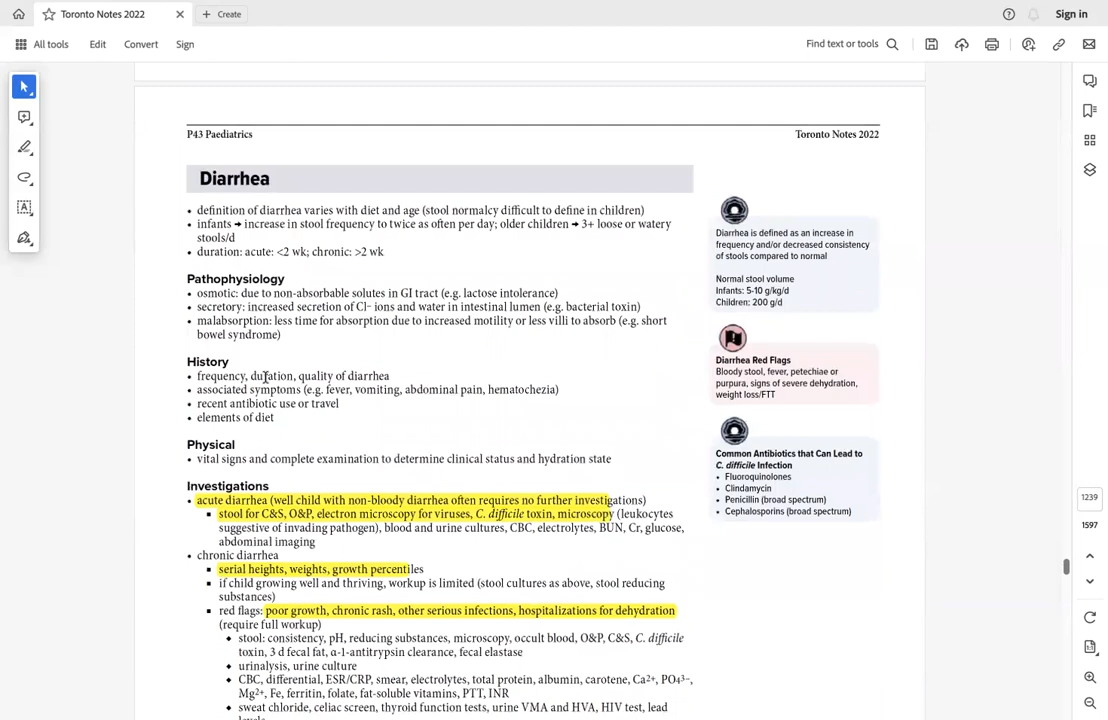 Toronto Notes 2022
Create
Sign in
All tools
Edit
Convert
Sign
Find text or tools
P43 Paediatrics
Toronto Notes 2022
Diarrhea
• definition of diarrhea varies with diet and age (stool normalcy difficult to define in children)
• infants → increase in stool frequency to twice as often per day; older children → 3+ loose or watery
stools/d
• duration: acute: <2 wk; chronic: >2 wk
Pathophysiology
• osmotic: due to non-absorbable solutes in GI tract (e.g. lactose intolerance)
• secretory: increased secretion of Cl– ions and water in intestinal lumen (e.g. bacterial toxin)
• malabsorption: less time for absorption due to increased motility or less villi to absorb (e.g. short
bowel syndrome)
History
• frequency, duration, quality of diarrhea
• associated symptoms (e.g. fever, vomiting, abdominal pain, hematochezia)
• recent antibiotic use or travel
• elements of diet
Physical
• vital signs and complete examination to determine clinical status and hydration state
Investigations
• acute diarrhea (well child with non-bloody diarrhea often requires no further investigations)
▪ stool for C&S, O&P, electron microscopy for viruses, C. difficile toxin, microscopy (leukocytes
suggestive of invading pathogen), blood and urine cultures, CBC, electrolytes, BUN, Cr, glucose,
abdominal imaging
• chronic diarrhea
▪ serial heights, weights, growth percentiles
▪ if child growing well and thriving, workup is limited (stool cultures as above, stool reducing
substances)
▪ red flags: poor growth, chronic rash, other serious infections, hospitalizations for dehydration
(require full workup)
◆ stool: consistency, pH, reducing substances, microscopy, occult blood, O&P, C&S, C. difficile
toxin, 3 d fecal fat, α-1-antitrypsin clearance, fecal elastase
◆ urinalysis, urine culture
◆ CBC, differential, ESR/CRP, smear, electrolytes, total protein, albumin, carotene, Ca2+, PO43–,
Mg2+, Fe, ferritin, folate, fat-soluble vitamins, PTT, INR
◆ sweat chloride, celiac screen, thyroid function tests, urine VMA and HVA, HIV test, lead
Diarrhea is defined as an increase in
frequency and/or decreased consistency
of stools compared to normal
Normal stool volume
Infants: 5-10 g/kg/d
Children: 200 g/d
Diarrhea Red Flags
Bloody stool, fever, petechiae or
purpura, signs of severe dehydration,
weight loss/FTT
Common Antibiotics that Can Lead to
C. difficile Infection
• Fluoroquinolones
• Clindamycin
• Penicillin (broad spectrum)
• Cephalosporins (broad spectrum)
1239
1597